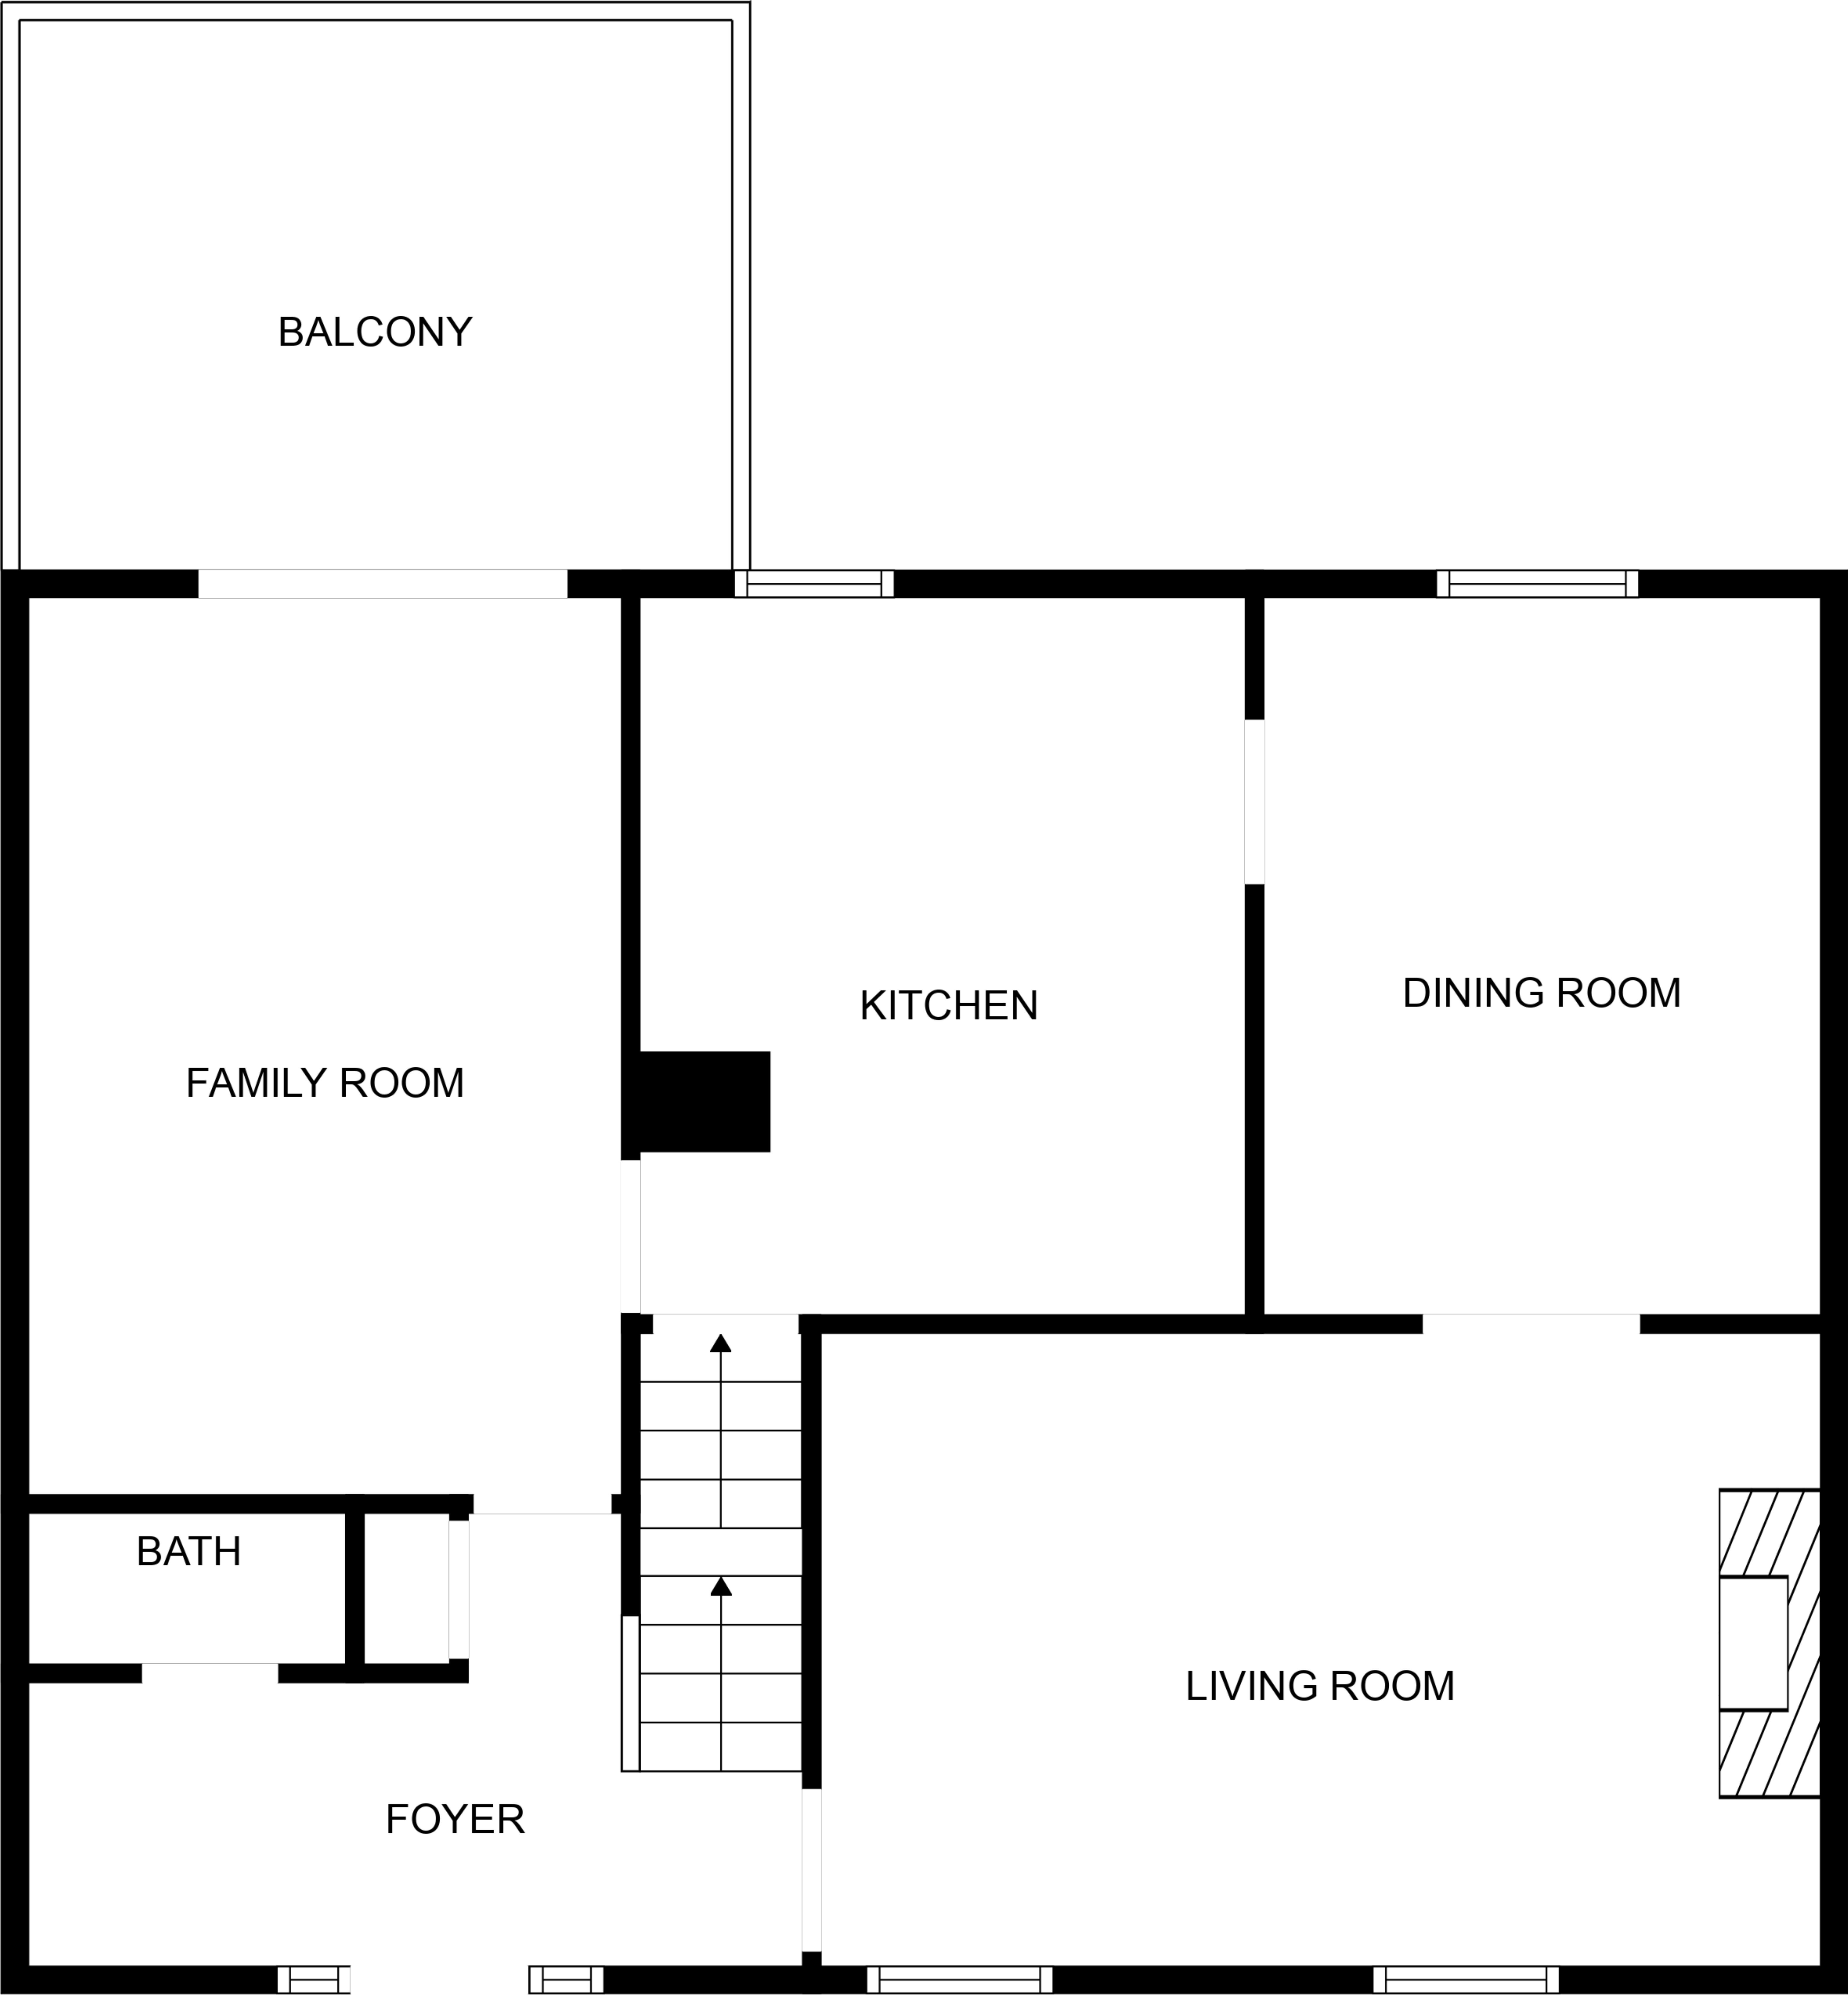 BALCONY
KITCHEN
DINING ROOM
FAMILY ROOM
BATH
LIVING ROOM
FOYER